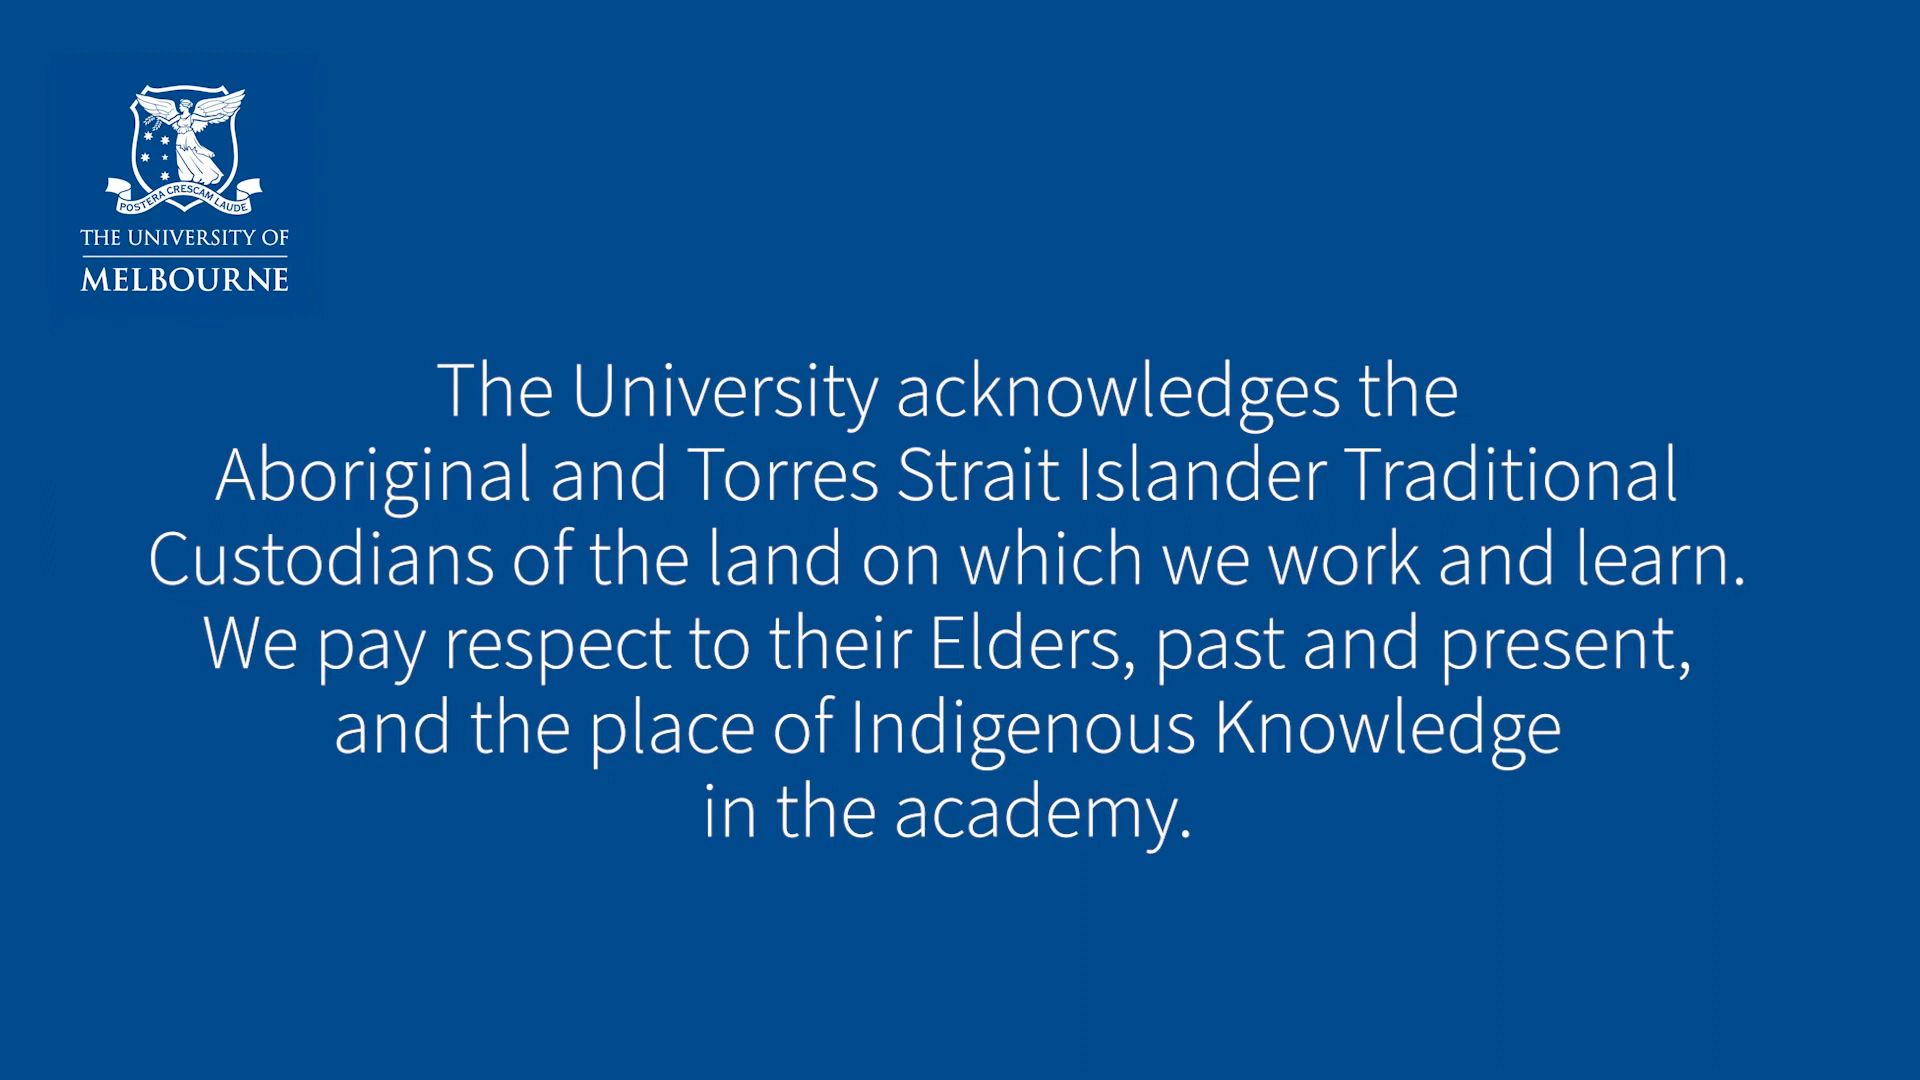 POSTERA CRESCAM LAUDE
THE UNIVERSITY OF
MELBOURNE
The University acknowledges the
Aboriginal and Torres Strait Islander Traditional
Custodians of the land on which we work and learn.
We pay respect to their Elders, past and present,
and the place of Indigenous Knowledge
in the academy.